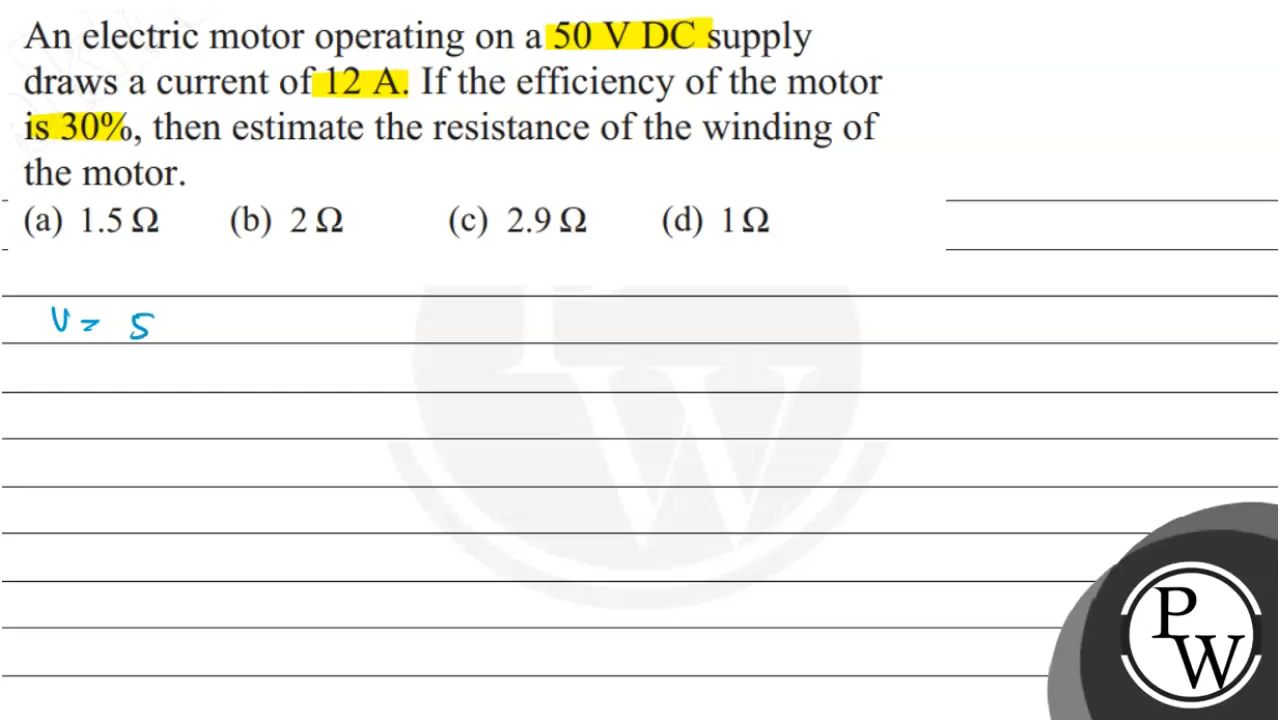 An electric motor operating on a 50 V DC supply
draws a current of 12 A. If the efficiency of the motor
is 30%, then estimate the resistance of the winding of
the motor.
(a) 1.5 Ω (b) 2 Ω (c) 2.9 Ω (d) 1 Ω
V = 5
P
W